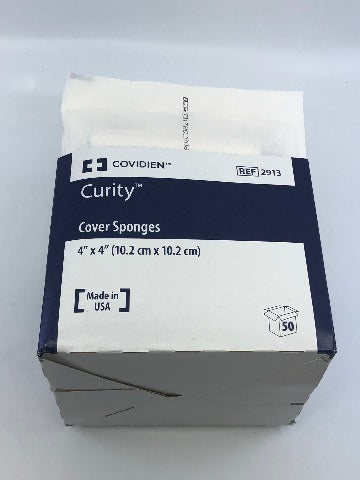 COVIDIEN™
REF 2913
Curity™
Cover Sponges
4" x 4" (10.2 cm x 10.2 cm)
Made in
USA
50